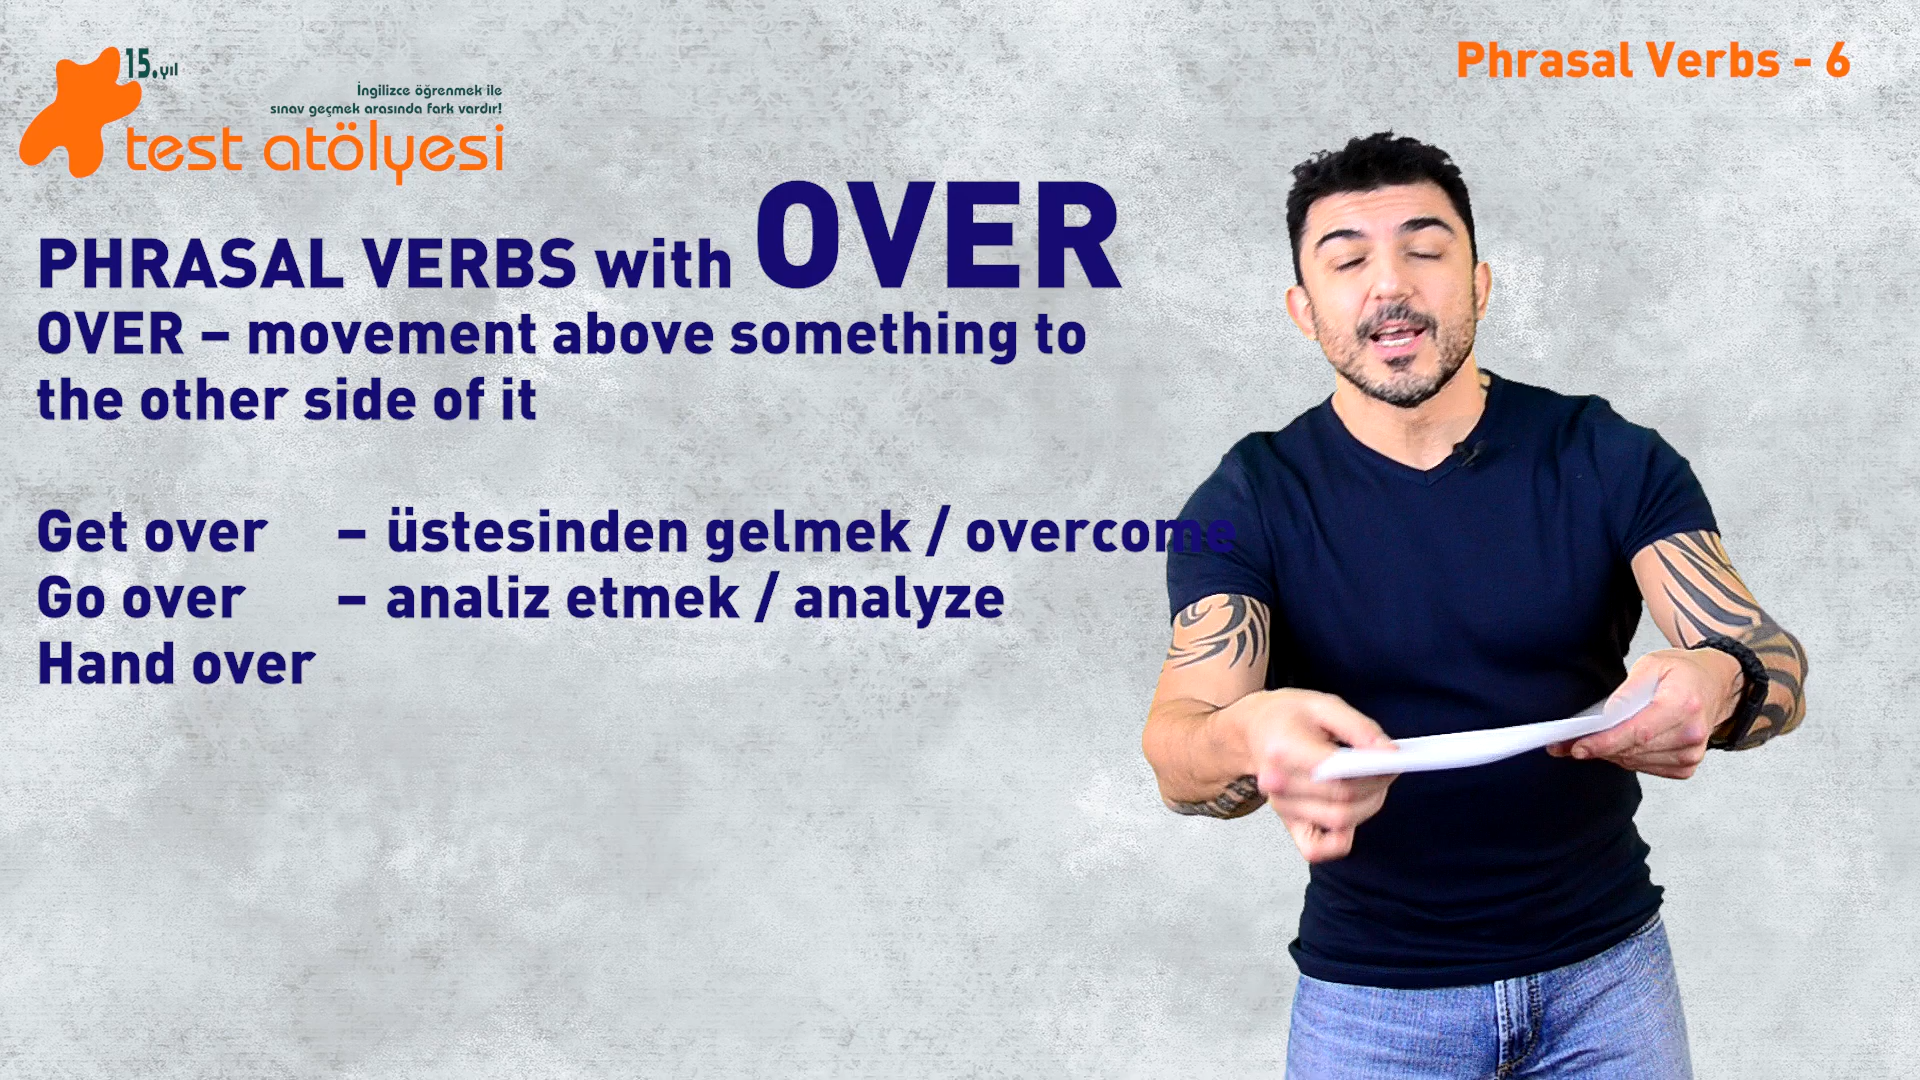 15.yıl
İngilizce öğrenmek ile
sınav geçmek arasında fark vardır!
test atölyesi
Phrasal Verbs - 6
PHRASAL VERBS with OVER
OVER – movement above something to
the other side of it
Get over – üstesinden gelmek / overcome
Go over – analiz etmek / analyze
Hand over